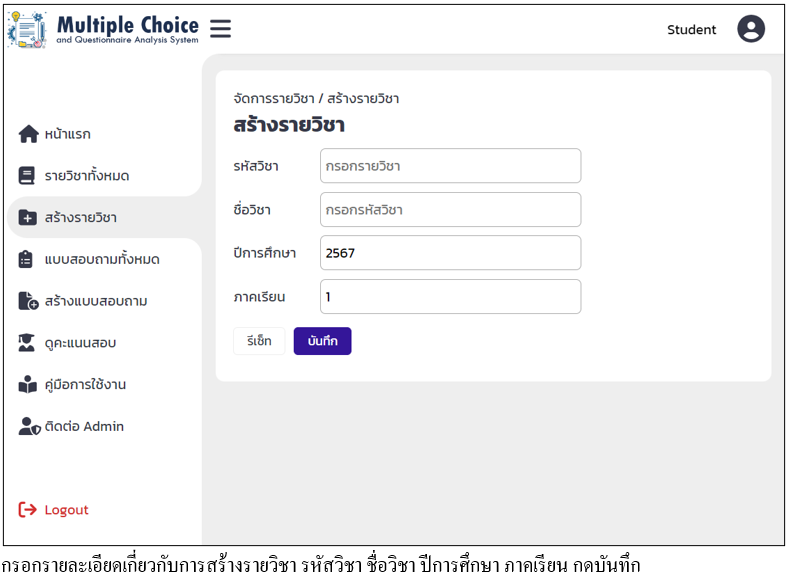 Multiple Choice
and Questionnaire Analysis System
Student
หน้าแรก
รายวิชาทั้งหมด
สร้างรายวิชา
แบบสอบถามทั้งหมด
สร้างแบบสอบถาม
ดูคะแนนสอบ
คู่มือการใช้งาน
ติดต่อ Admin
Logout
จัดการรายวิชา / สร้างรายวิชา
สร้างรายวิชา
รหัสวิชา กรอกรายวิชา
ชื่อวิชา กรอกรหัสวิชา
ปีการศึกษา 2567
ภาคเรียน 1
รีเซ็ท บันทึก
กรอกรายละเอียดเกี่ยวกับการสร้างรายวิชา รหัสวิชา ชื่อวิชา ปีการศึกษา ภาคเรียน กดบันทึก